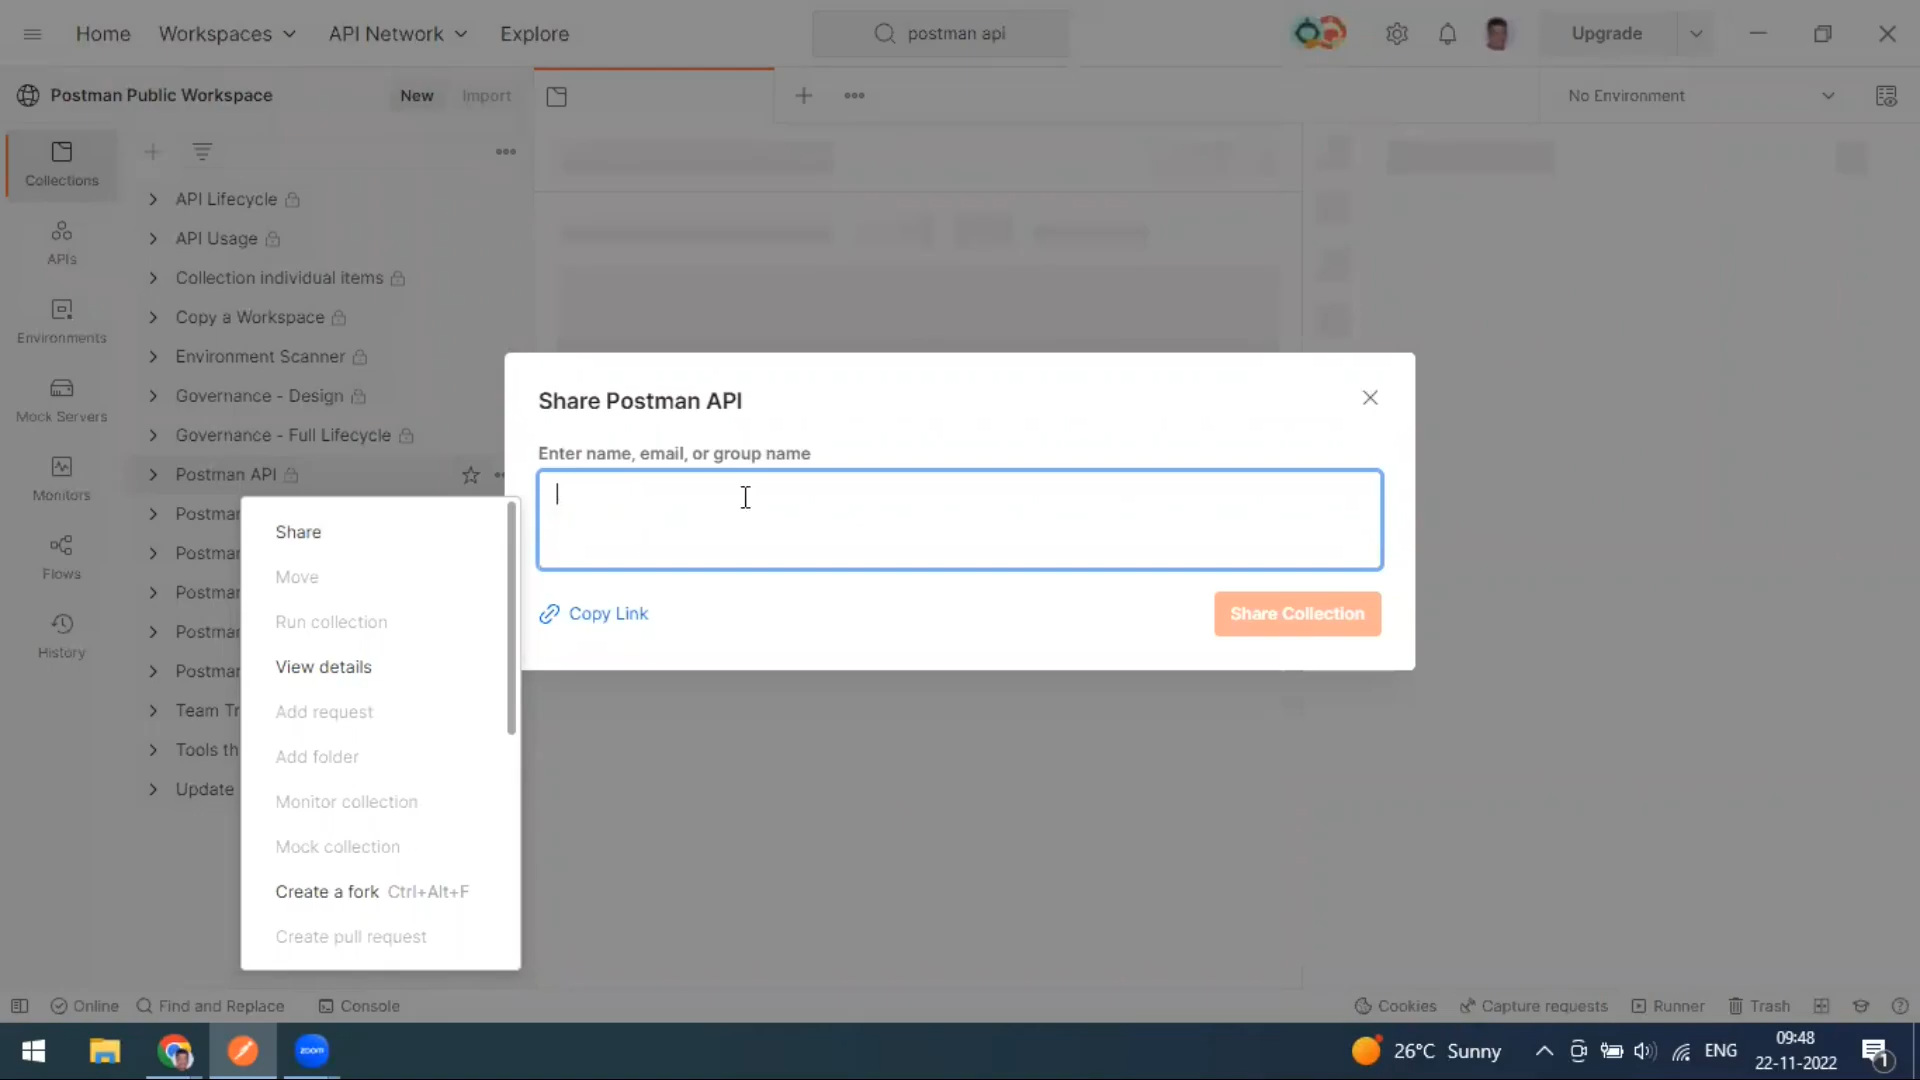 Home Workspaces API Network Explore postman api Upgrade
Postman Public Workspace New Import No Environment
Collections
APIs
Environments
Mock Servers
Monitors
Flows
History
API Lifecycle
API Usage
Collection individual items
Copy a Workspace
Environment Scanner
Governance - Design
Governance - Full Lifecycle
Postman API
Postman
Postman
Postman
Postman
Postman
Team Tr
Tools th
Update
Share
Move
Run collection
View details
Add request
Add folder
Monitor collection
Mock collection
Create a fork Ctrl+Alt+F
Create pull request
Share Postman API
Enter name, email, or group name
Copy Link Share Collection
Online Find and Replace Console Cookies Capture requests Runner Trash
zoom 26°C Sunny ENG 09:48
22-11-2022 1